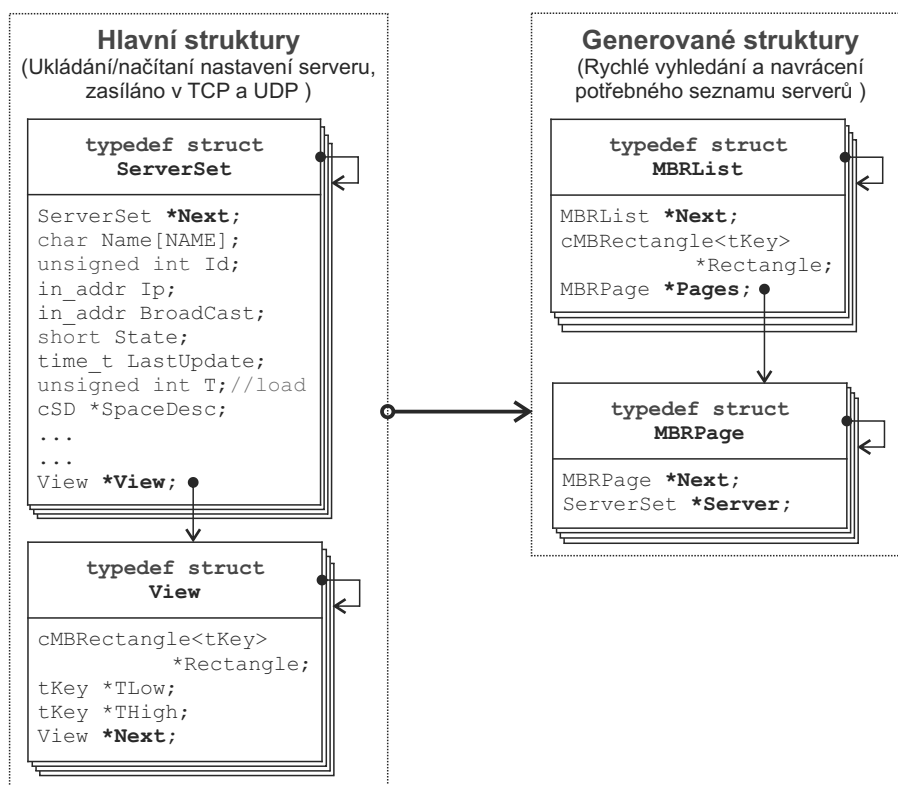 Hlavní struktury
(Ukládání/načítaní nastavení serveru,
zasíláno v TCP a UDP )
typedef struct
ServerSet
ServerSet *Next;
char Name[NAME];
unsigned int Id;
in_addr Ip;
in_addr BroadCast;
short State;
time_t LastUpdate;
unsigned int T;//load
cSD *SpaceDesc;
...
...
View *View;
typedef struct
View
cMBRectangle<tKey>
*Rectangle;
tKey *TLow;
tKey *THigh;
View *Next;
Generované struktury
(Rychlé vyhledání a navrácení
potřebného seznamu serverů )
typedef struct
MBRList
MBRList *Next;
cMBRectangle<tKey>
*Rectangle;
MBRPage *Pages;
typedef struct
MBRPage
MBRPage *Next;
ServerSet *Server;